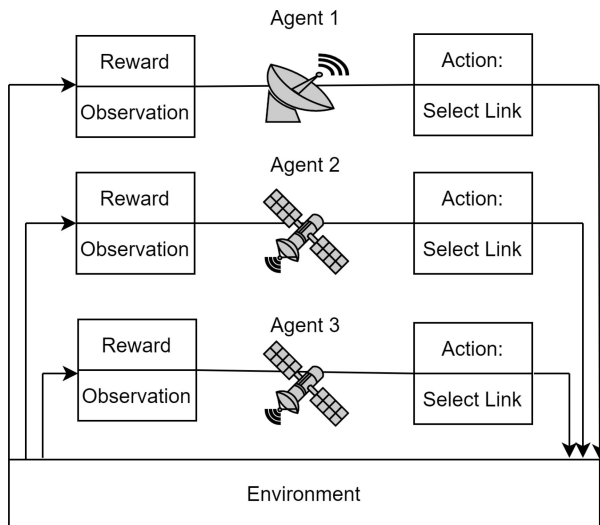 Agent 1
Reward
Observation
Action:
Select Link
Agent 2
Reward
Observation
Action:
Select Link
Agent 3
Reward
Observation
Action:
Select Link
Environment